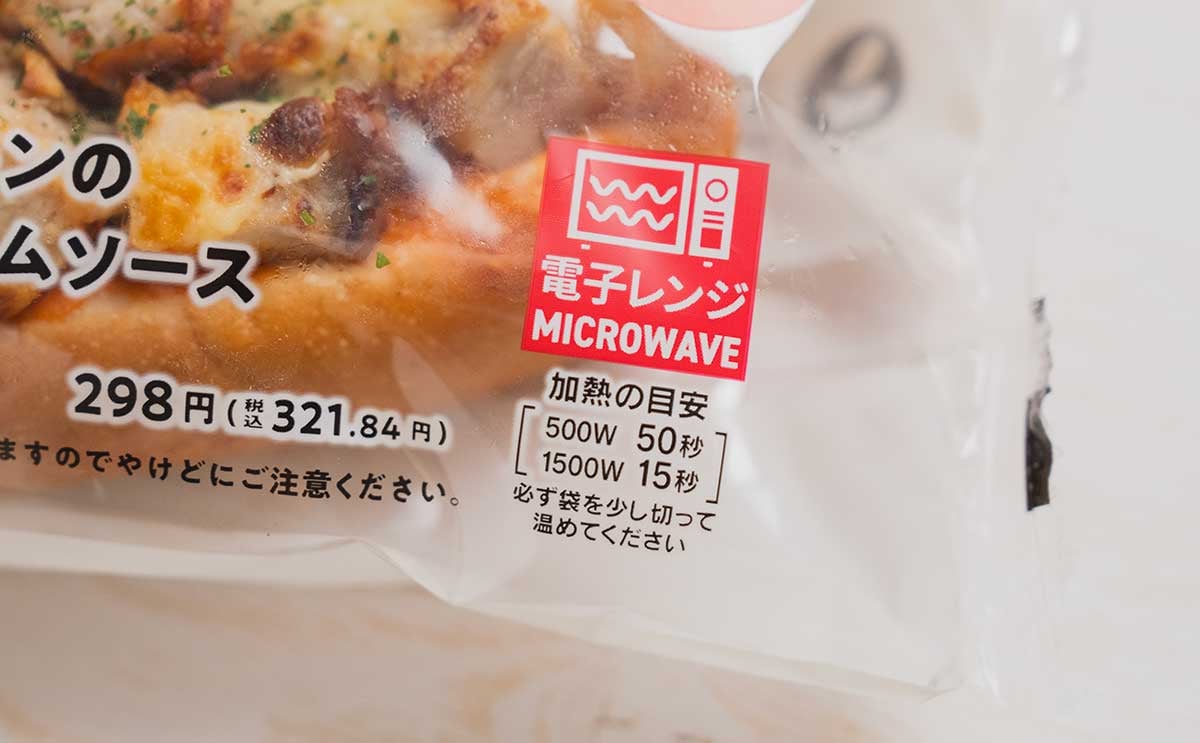 ンの
ムソース
電子レンジ
MICROWAVE
298円(税込 321.84円)
ますのでやけどにご注意ください。
加熱の目安
500W 50秒
1500W 15秒
必ず袋を少し切って
温めてください